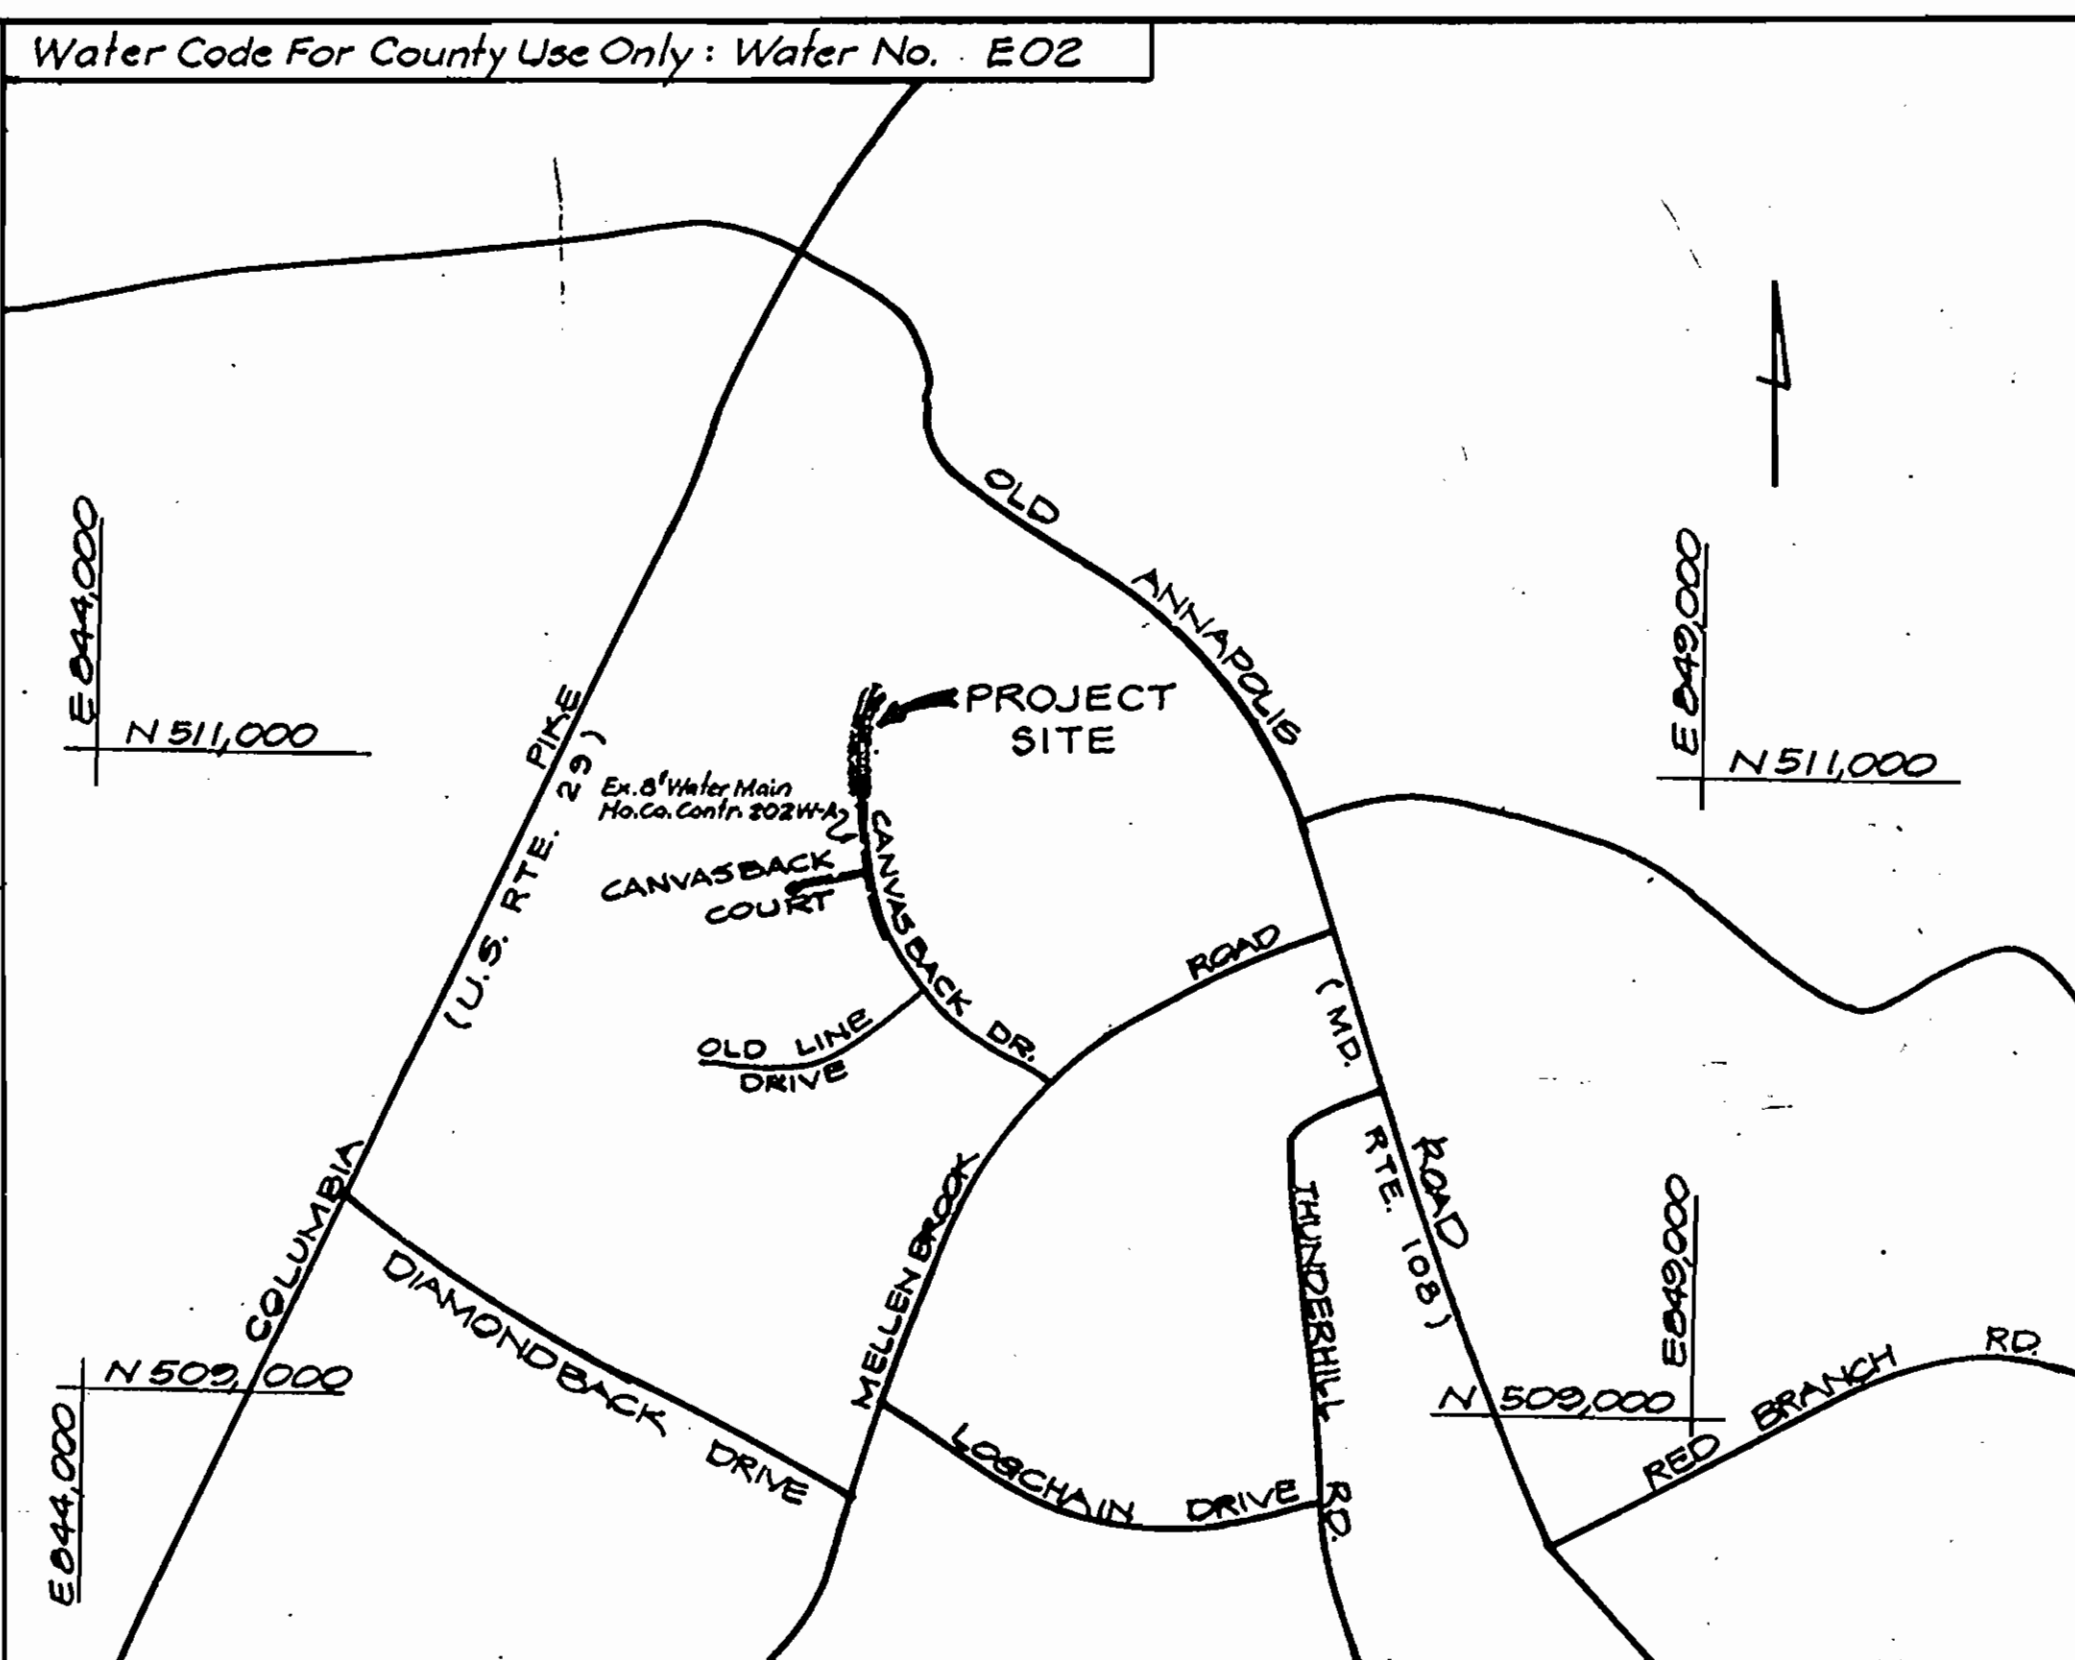 Water Code For County Use Only: Water No. E02
OLD ANNAPOLIS ROAD
(MD. RTE. 108)
E 844,000
N 511,000
E 849,000
N 511,000
COLUMBIA PIKE
(U.S. RTE. 29)
PROJECT
SITE
Ex. 8" Water Main
Ho. Co. Contr. 202W-A
CANVASBACK
COURT
CANVASBACK DR.
OLD LINE
DRIVE
MELLENBROOK ROAD
THUNDERHILL RD.
DIAMONDBACK DRIVE
N 509,000
E 844,000
E 849,000
N 509,000
LOGCHAIN DRIVE
RED BRANCH RD.